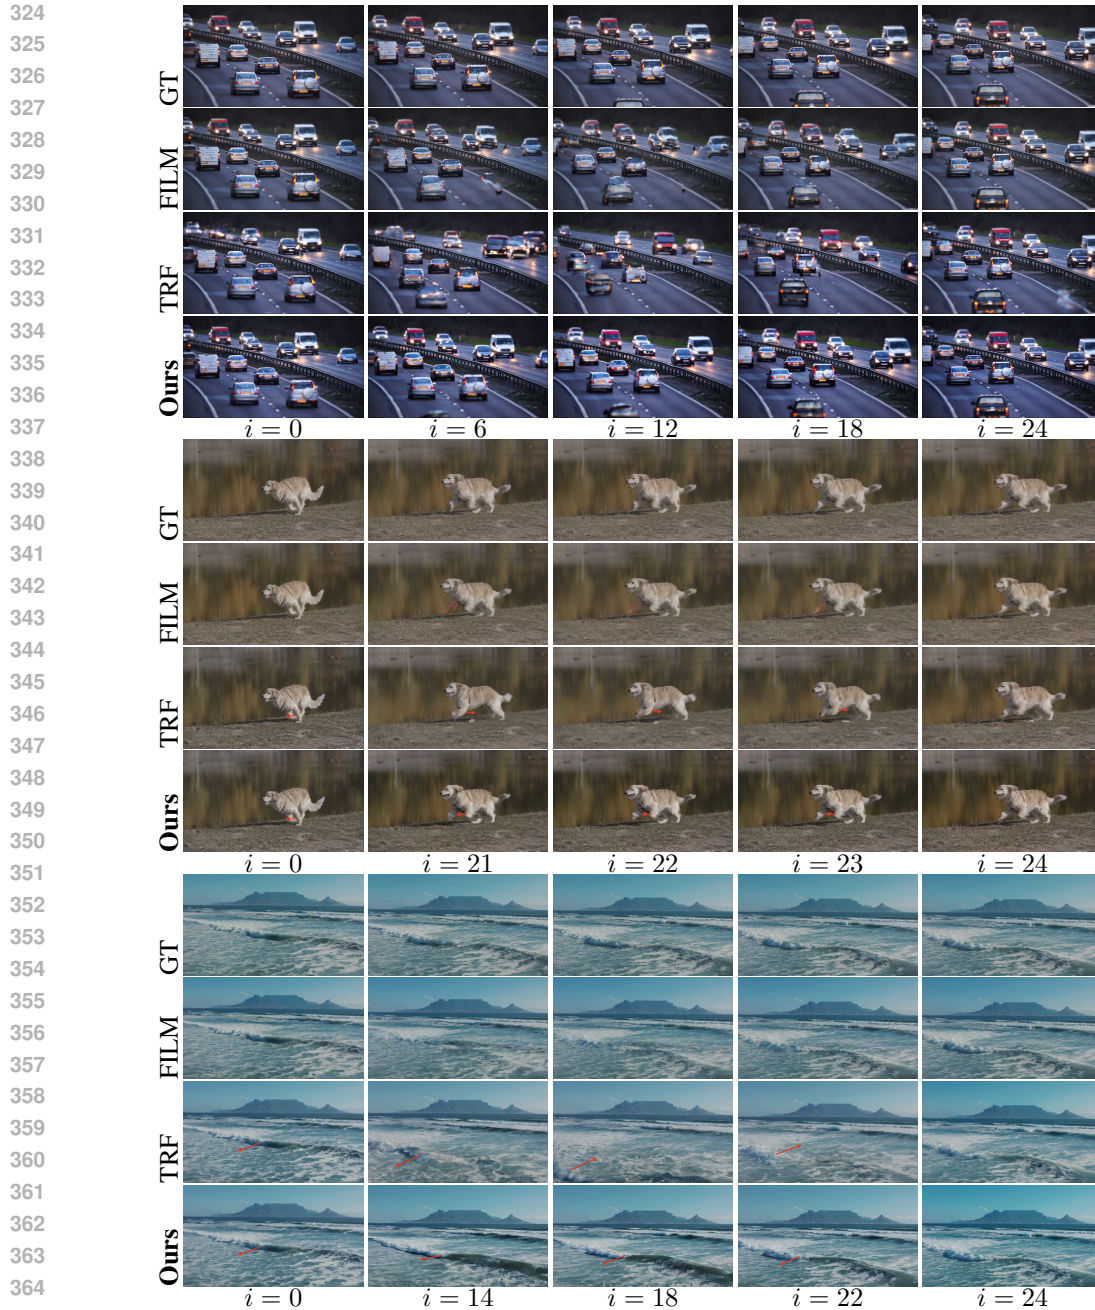 324
325
326
327
328
329
330
331
332
333
334
335
336
337
338
339
340
341
342
343
344
345
346
347
348
349
350
351
352
353
354
355
356
357
358
359
360
361
362
363
364
GT
FILM
TRF
Ours
i = 0 i = 6 i = 12 i = 18 i = 24
GT
FILM
TRF
Ours
i = 0 i = 21 i = 22 i = 23 i = 24
GT
FILM
TRF
Ours
i = 0 i = 14 i = 18 i = 22 i = 24